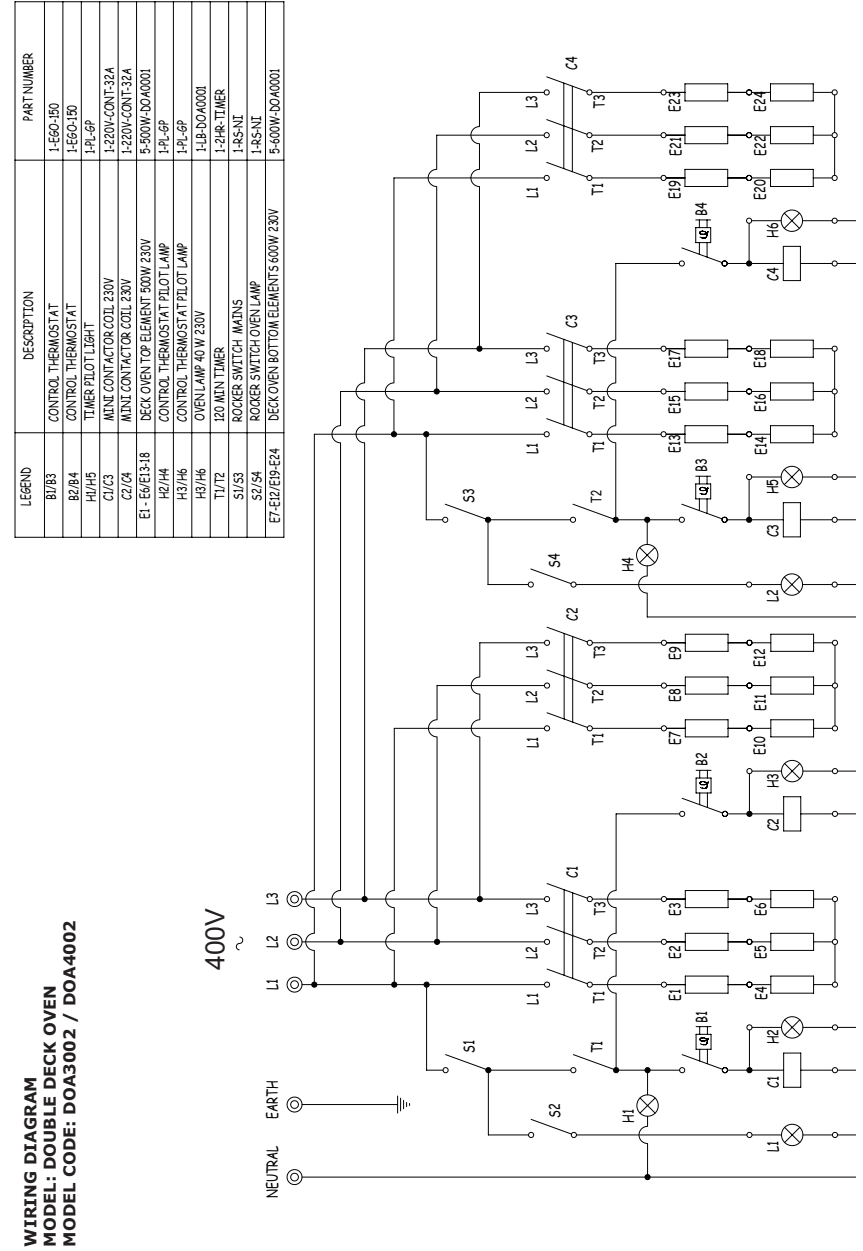 WIRING DIAGRAM
MODEL: DOUBLE DECK OVEN
MODEL CODE: DOA3002 / DOA4002
LEGEND DESCRIPTION PART NUMBER
B1/B3 CONTROL THERMOSTAT 1-EGO-150
B2/B4 CONTROL THERMOSTAT 1-EGO-150
H1/H5 TIMER PILOT LIGHT 1-PL-GP
C1/C3 MINI CONTACTOR COIL 230V 1-220V-CONT-32A
C2/C4 MINI CONTACTOR COIL 230V 1-220V-CONT-32A
E1 - E6/E13-18 DECK OVEN TOP ELEMENT 500W 230V 5-500W-DOA0001
H2/H4 CONTROL THERMOSTAT PILOT LAMP 1-PL-GP
H3/H6 CONTROL THERMOSTAT PILOT LAMP 1-PL-GP
H3/H6 OVEN LAMP 40 W 230V 1-LB-DOA0001
T1/T2 120 MIN TIMER 1-2HR-TIMER
S1/S3 ROCKER SWITCH MAINS 1-RS-NI
S2/S4 ROCKER SWITCH OVEN LAMP 1-RS-NI
E7-E12/E19-E24 DECK OVEN BOTTOM ELEMENTS 600W 230V 5-600W-DOA0001
400V
~
NEUTRAL EARTH L1 L2 L3
S1 S3
L1 L2 L3 C1 L1 L2 L3 C2 L1 L2 L3 C3 L1 L2 L3 C4
S2 T1 T1 T2 T3 T1 T2 T3 S4 T2 T1 T2 T3 T1 T2 T3
H1 H4
E1 E2 E3 E7 E8 E9 E13 E15 E17 E19 E21 E23
B1 B2 B3 B4
E4 E5 E6 E10 E11 E12 E14 E16 E18 E20 E22 E24
L1 C1 H2 C2 H3 L2 C3 H5 C4 H6